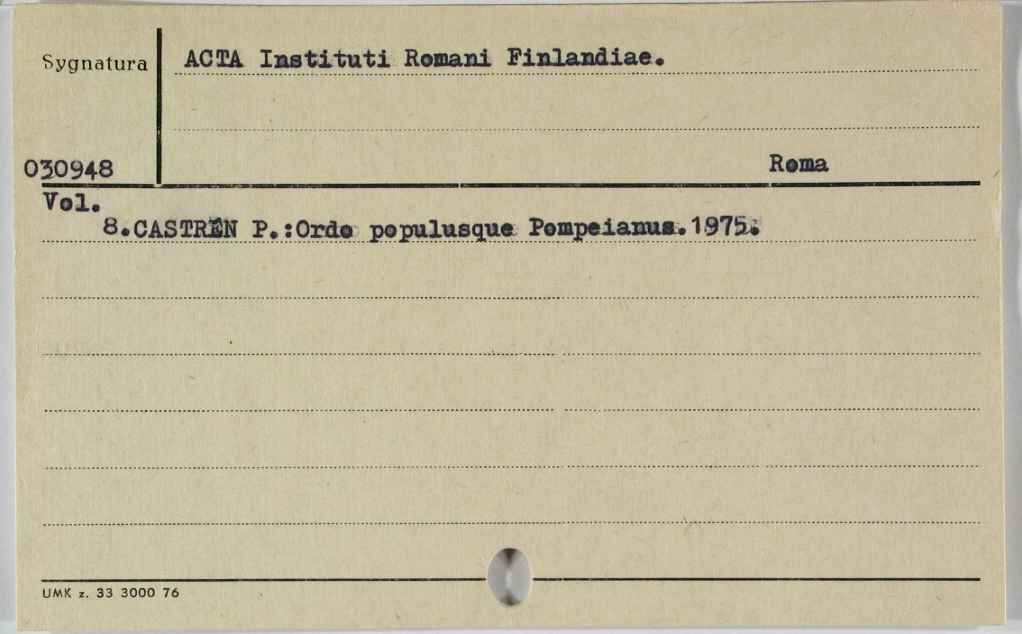 Sygnatura ACTA Instituti Romani Finlandiae.
030948 Roma
Vol.
8.CASTRÉN P.:Ordo populusque Pompeianus.1975.
UMK z. 33 3000 76